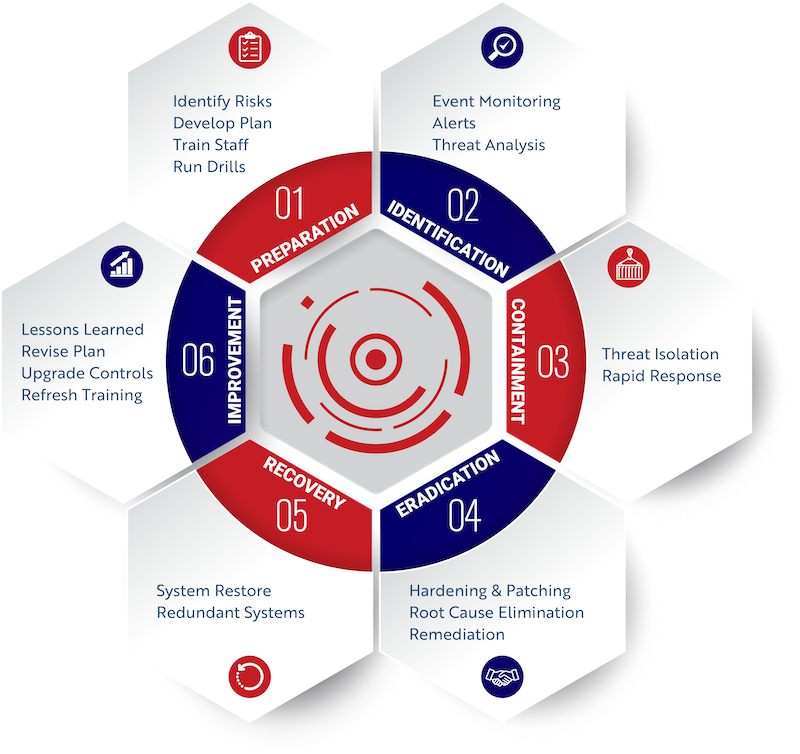 Identify Risks
Develop Plan
Train Staff
Run Drills
01
PREPARATION
Event Monitoring
Alerts
Threat Analysis
02
IDENTIFICATION
Threat Isolation
Rapid Response
03
CONTAINMENT
04
ERADICATION
Hardening & Patching
Root Cause Elimination
Remediation
05
RECOVERY
System Restore
Redundant Systems
06
IMPROVEMENT
Lessons Learned
Revise Plan
Upgrade Controls
Refresh Training